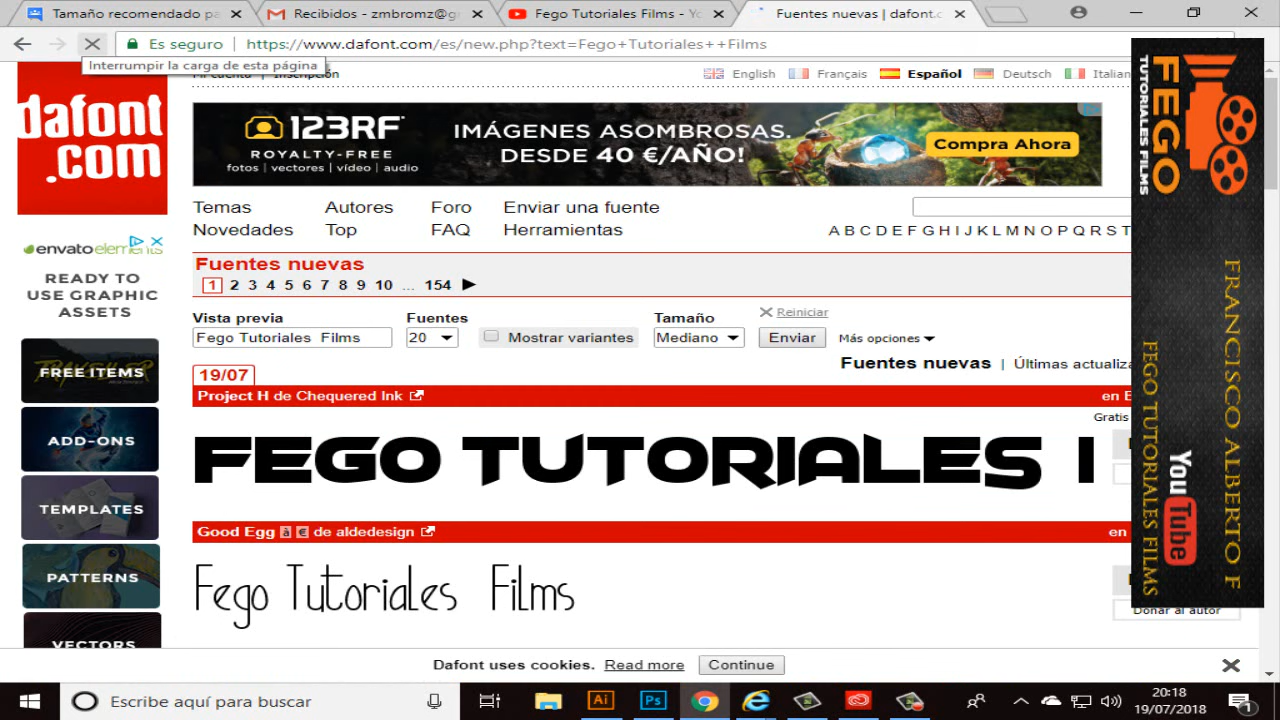 Tamaño recomendado pa
Recibidos - zmbromz@g
Fego Tutoriales Films - Yo
Fuentes nuevas | dafont.c
Es seguro
https://www.dafont.com/es/new.php?text=Fego+Tutoriales++Films
Interrumpir la carga de esta página
Mi cuenta | Inscripción
English
Français
Español
Deutsch
Italian
dafont
.com
123RF
ROYALTY-FREE
fotos | vectores | vídeo | audio
IMÁGENES ASOMBROSAS.
DESDE 40 €/AÑO!
Compra Ahora
FEGO
TUTORIALES FILMS
Temas Autores Foro Enviar una fuente
Novedades Top FAQ Herramientas
A B C D E F G H I J K L M N O P Q R S T
envato elements
READY TO
USE GRAPHIC
ASSETS
FREE ITEMS
ADD-ONS
TEMPLATES
PATTERNS
VECTORS
Fuentes nuevas
1 2 3 4 5 6 7 8 9 10 ... 154
Vista previa Fuentes Tamaño Reiniciar
Fego Tutoriales  Films 20 Mostrar variantes Mediano Enviar Más opciones
Fuentes nuevas | Últimas actualiza
19/07
Project H de Chequered Ink
en E
Gratis
FEGO TUTORIALES
Good Egg à € de aldedesign
en
Fego Tutoriales  Films
Donar al autor
FRANCISCO ALBERTO F
FEGO TUTORIALES FILMS
YouTube
Dafont uses cookies. Read more Continue
Escribe aquí para buscar
Ai
Ps
20:18
19/07/2018
1